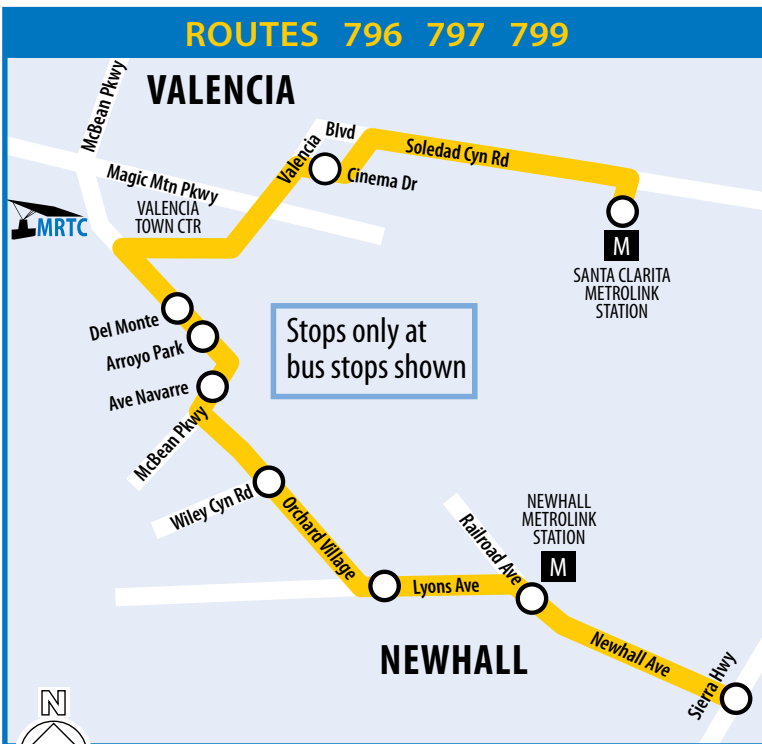 ROUTES 796 797 799
McBean Pkwy
VALENCIA
Valencia
Blvd
Soledad Cyn Rd
Cinema Dr
Magic Mtn Pkwy
VALENCIA
TOWN CTR
MRTC
M
SANTA CLARITA
METROLINK
STATION
Del Monte
Arroyo Park
Ave Navarre
Stops only at
bus stops shown
McBean Pkwy
Wiley Cyn Rd
Orchard Village
Railroad Ave
NEWHALL
METROLINK
STATION
M
Lyons Ave
NEWHALL
Newhall Ave
Sierra Hwy
N